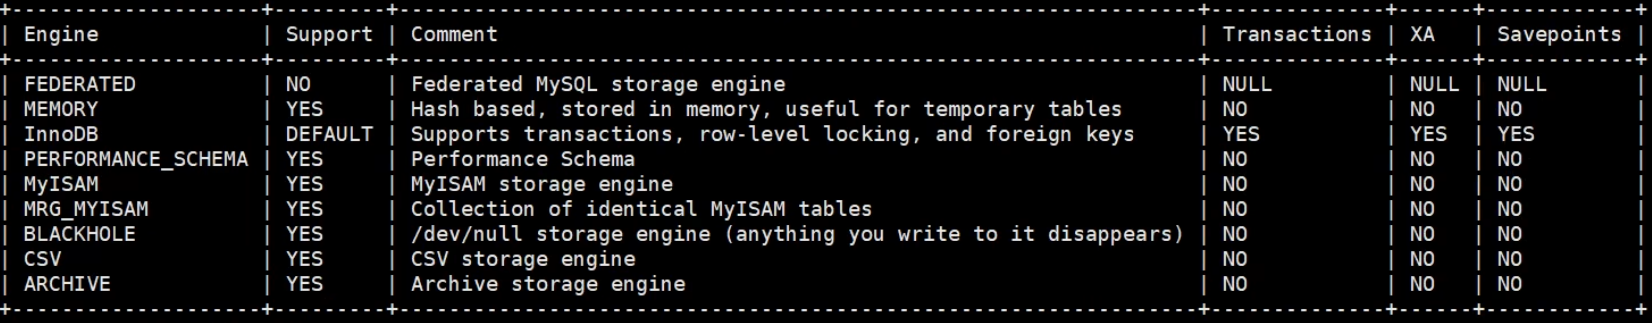 +--------------------+---------+----------------------------------------------------------------+--------------+------+------------+
| Engine             | Support | Comment                                                        | Transactions | XA   | Savepoints |
+--------------------+---------+----------------------------------------------------------------+--------------+------+------------+
| FEDERATED          | NO      | Federated MySQL storage engine                                 | NULL         | NULL | NULL       |
| MEMORY             | YES     | Hash based, stored in memory, useful for temporary tables      | NO           | NO   | NO         |
| InnoDB             | DEFAULT | Supports transactions, row-level locking, and foreign keys     | YES          | YES  | YES        |
| PERFORMANCE_SCHEMA | YES     | Performance Schema                                             | NO           | NO   | NO         |
| MyISAM             | YES     | MyISAM storage engine                                          | NO           | NO   | NO         |
| MRG_MYISAM         | YES     | Collection of identical MyISAM tables                          | NO           | NO   | NO         |
| BLACKHOLE          | YES     | /dev/null storage engine (anything you write to it disappears) | NO           | NO   | NO         |
| CSV                | YES     | CSV storage engine                                             | NO           | NO   | NO         |
| ARCHIVE            | YES     | Archive storage engine                                         | NO           | NO   | NO         |
+--------------------+---------+----------------------------------------------------------------+--------------+------+------------+